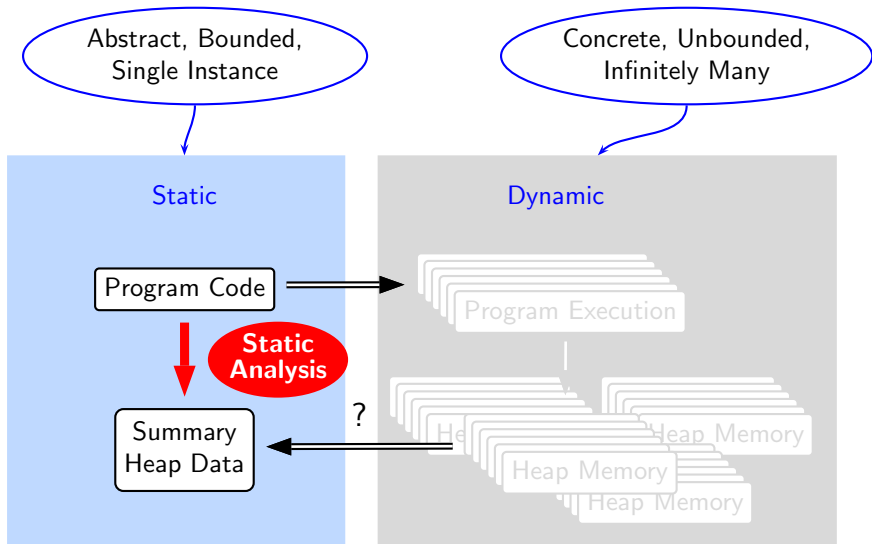 Abstract, Bounded,
Single Instance
Concrete, Unbounded,
Infinitely Many
Static
Dynamic
Program Code
Program Execution
Static
Analysis
?
Summary
Heap Data
He
Heap Memory
Heap Memory
Heap Memory